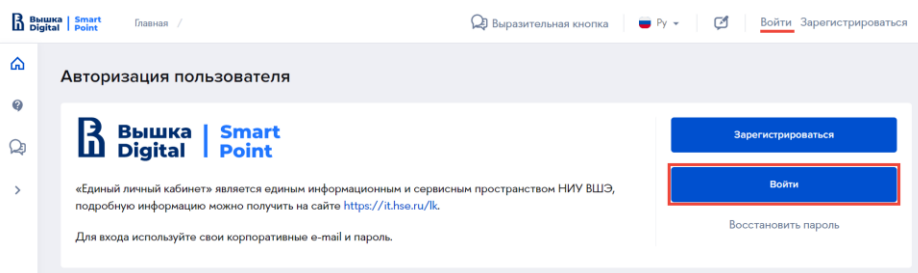 Вышка | Smart
Digital | Point
Главная /
Выразительная кнопка
Ру
Войти Зарегистрироваться
Авторизация пользователя
Вышка | Smart
Digital | Point
Зарегистрироваться
Войти
Восстановить пароль
«Единый личный кабинет» является единым информационным и сервисным пространством НИУ ВШЭ,
подробную информацию можно получить на сайте https://it.hse.ru/lk.
Для входа используйте свои корпоративные e-mail и пароль.